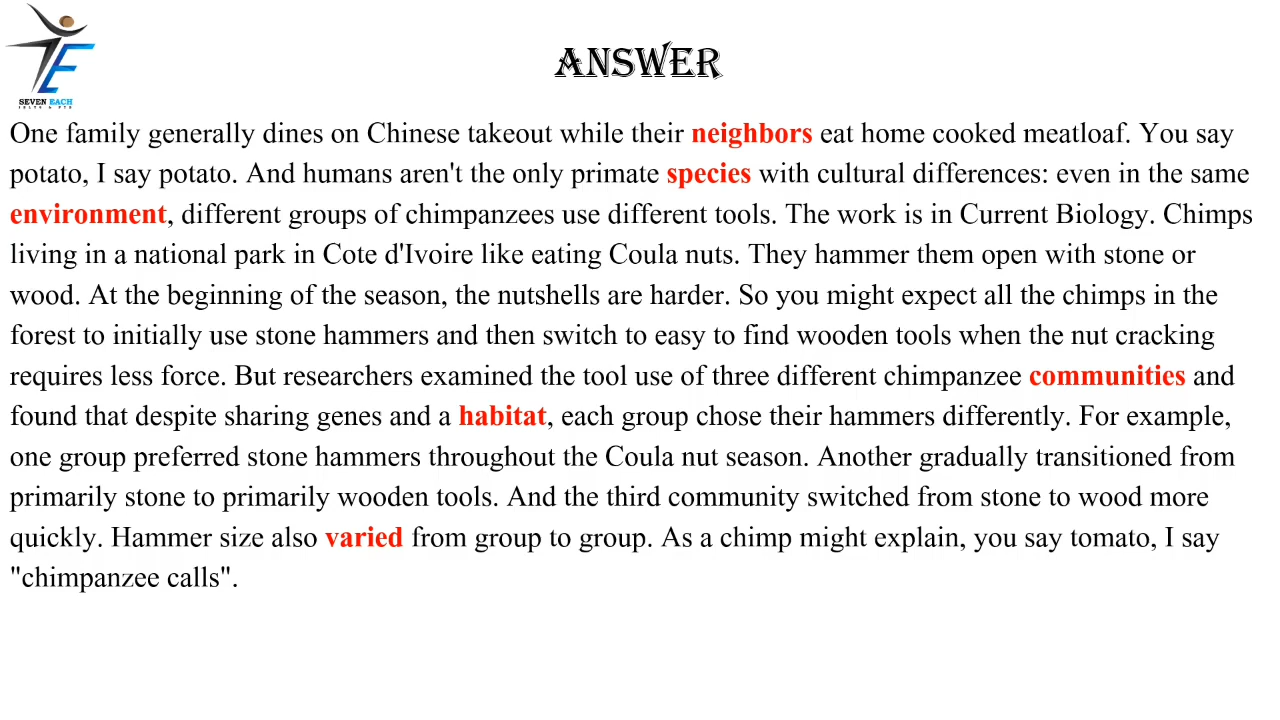 ANSWER
SEVEN EACH
IELTS & PTE
One family generally dines on Chinese takeout while their neighbors eat home cooked meatloaf. You say
potato, I say potato. And humans aren't the only primate species with cultural differences: even in the same
environment, different groups of chimpanzees use different tools. The work is in Current Biology. Chimps
living in a national park in Cote d'Ivoire like eating Coula nuts. They hammer them open with stone or
wood. At the beginning of the season, the nutshells are harder. So you might expect all the chimps in the
forest to initially use stone hammers and then switch to easy to find wooden tools when the nut cracking
requires less force. But researchers examined the tool use of three different chimpanzee communities and
found that despite sharing genes and a habitat, each group chose their hammers differently. For example,
one group preferred stone hammers throughout the Coula nut season. Another gradually transitioned from
primarily stone to primarily wooden tools. And the third community switched from stone to wood more
quickly. Hammer size also varied from group to group. As a chimp might explain, you say tomato, I say
"chimpanzee calls".